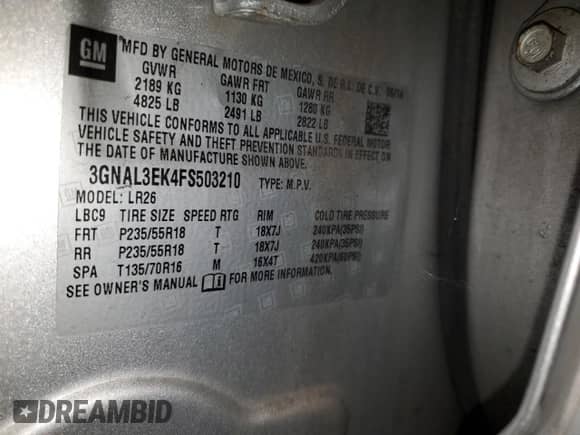 GM
MFD BY GENERAL MOTORS DE MEXICO, S. DE R.L. DE C.V.
GVWR GAWR FRT GAWR RR
2189 KG 1130 KG 1280 KG
4825 LB 2491 LB 2822 LB
THIS VEHICLE CONFORMS TO ALL APPLICABLE U.S. FEDERAL MOTOR
VEHICLE SAFETY AND THEFT PREVENTION STANDARDS IN EFFECT ON
THE DATE OF MANUFACTURE SHOWN ABOVE.
3GNAL3EK4FS503210 TYPE: M.P.V.
MODEL: LR26
LBC9 TIRE SIZE SPEED RTG RIM COLD TIRE PRESSURE
FRT P235/55R18 T 18X7J 240KPA(35PSI)
RR P235/55R18 T 18X7J 240KPA(35PSI)
SPA T135/70R16 M 16X4T 420KPA(60PSI)
SEE OWNER'S MANUAL FOR MORE INFORMATION.
DREAMBID